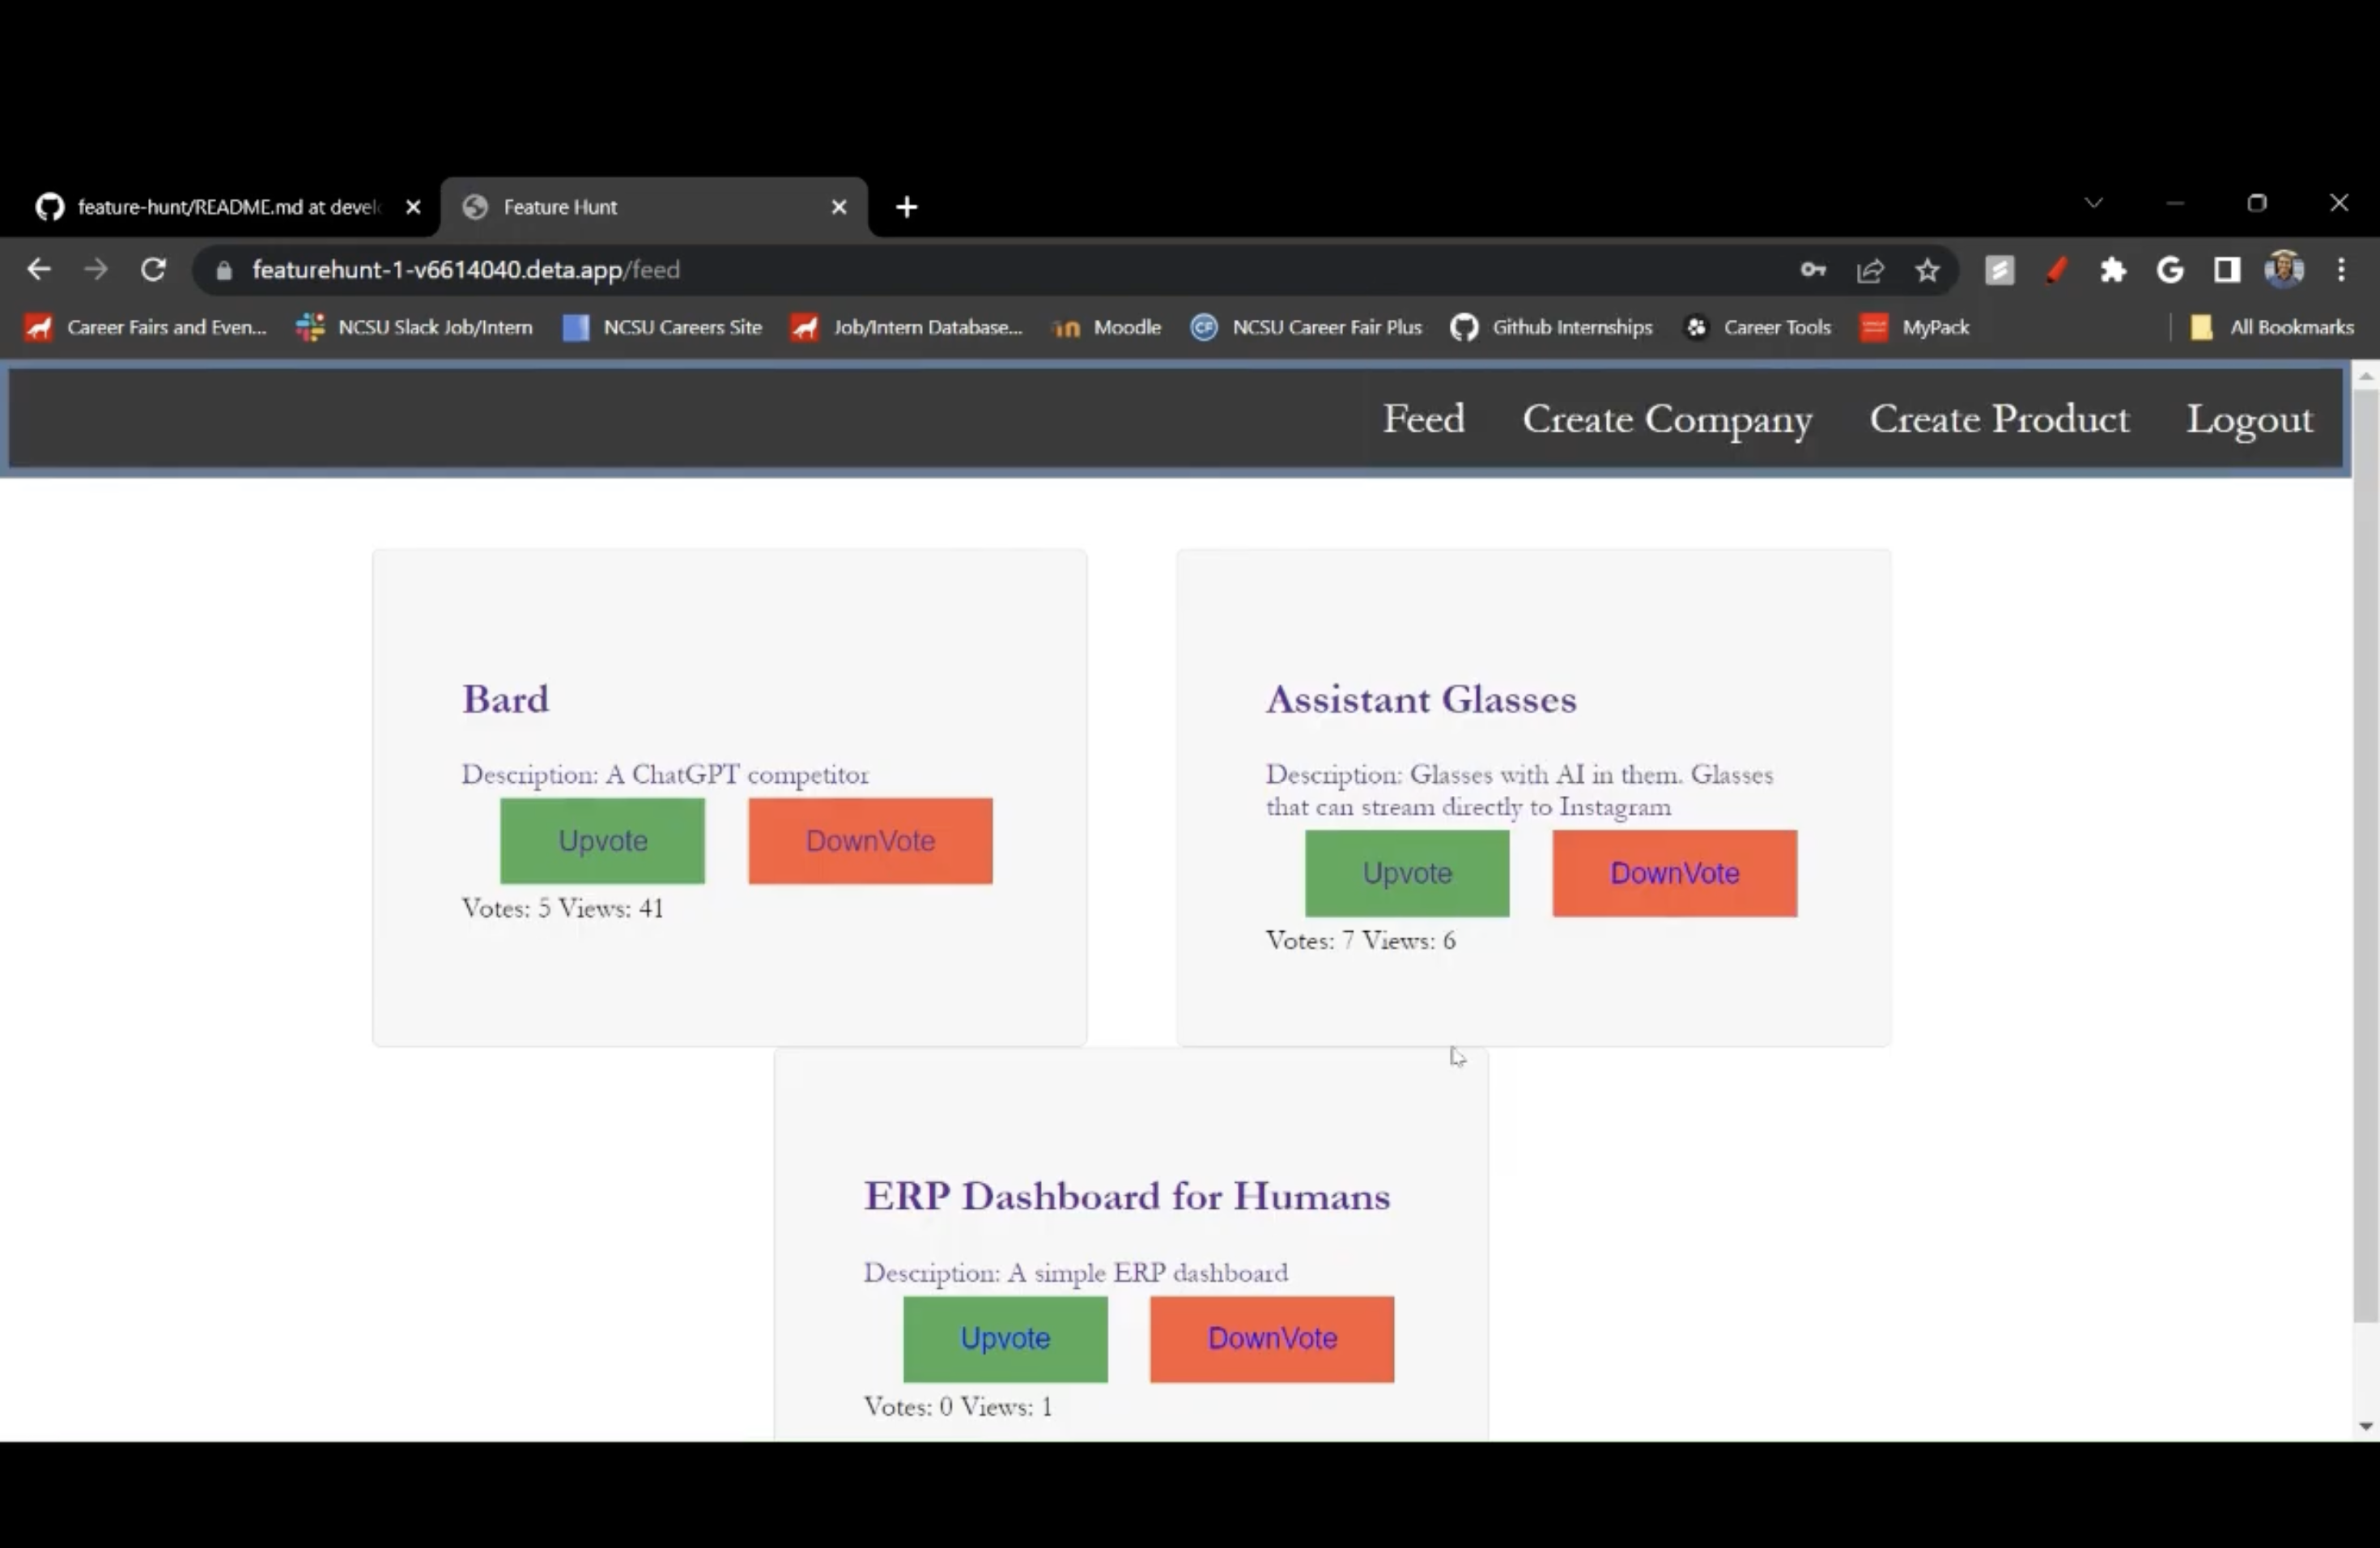 feature-hunt/README.md at devel
Feature Hunt
featurehunt-1-v6614040.deta.app/feed
Career Fairs and Even...
NCSU Slack Job/Intern
NCSU Careers Site
Job/Intern Database...
Moodle
NCSU Career Fair Plus
Github Internships
Career Tools
MyPack
All Bookmarks
Feed
Create Company
Create Product
Logout
Bard
Description: A ChatGPT competitor
Upvote
DownVote
Votes: 5 Views: 41
Assistant Glasses
Description: Glasses with AI in them. Glasses
that can stream directly to Instagram
Upvote
DownVote
Votes: 7 Views: 6
ERP Dashboard for Humans
Description: A simple ERP dashboard
Upvote
DownVote
Votes: 0 Views: 1